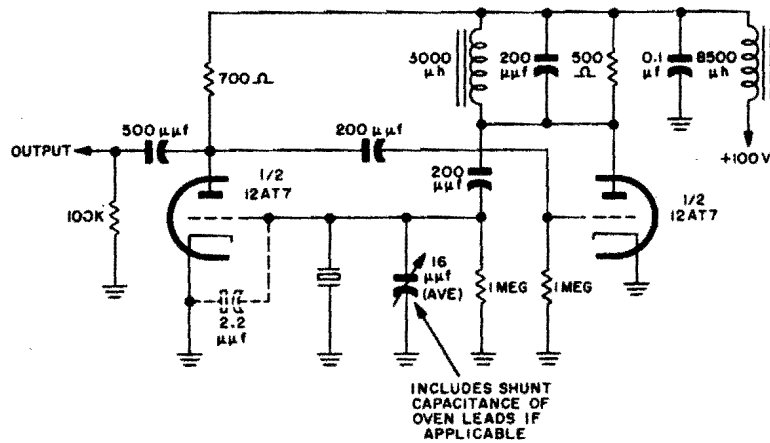 3000
μh
200
μμf
500
Ω
0.1
μf
8500
μh
700 Ω
500 μμf
200 μμf
OUTPUT
+100V
1/2
12AT7
200
μμf
1/2
12AT7
100K
16
μμf
(AVE)
1 MEG
1 MEG
2.2
μμf
INCLUDES SHUNT
CAPACITANCE OF
OVEN LEADS IF
APPLICABLE